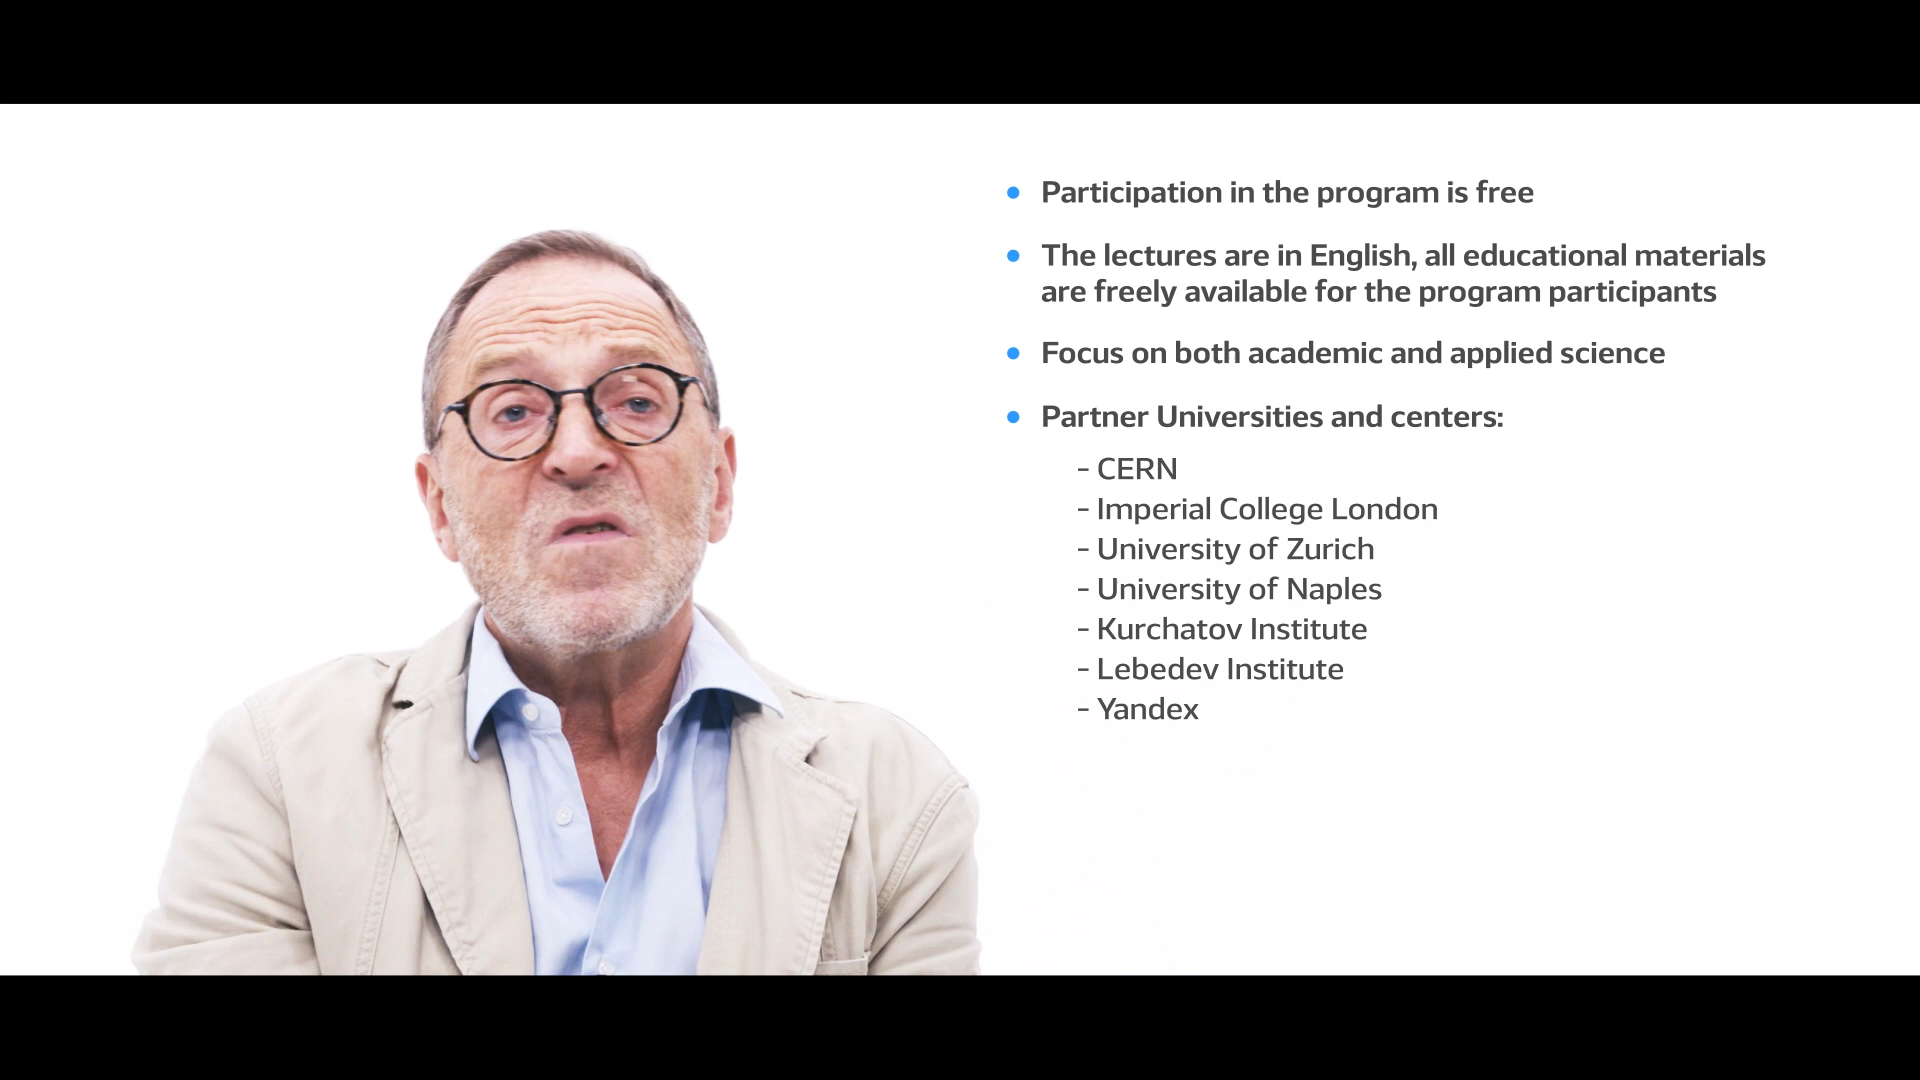 • Participation in the program is free
• The lectures are in English, all educational materials
are freely available for the program participants
• Focus on both academic and applied science
• Partner Universities and centers:
- CERN
- Imperial College London
- University of Zurich
- University of Naples
- Kurchatov Institute
- Lebedev Institute
- Yandex